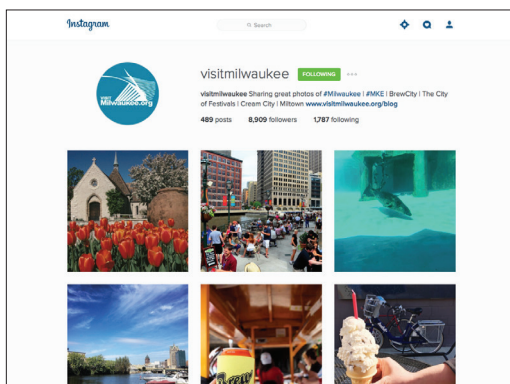 Instagram
Search
visitmilwaukee FOLLOWING
VISIT
Milwaukee.org
visitmilwaukee Sharing great photos of #Milwaukee | #MKE | BrewCity | The City
of Festivals | Cream City | Miltown www.visitmilwaukee.org/blog
489 posts 8,909 followers 1,787 following